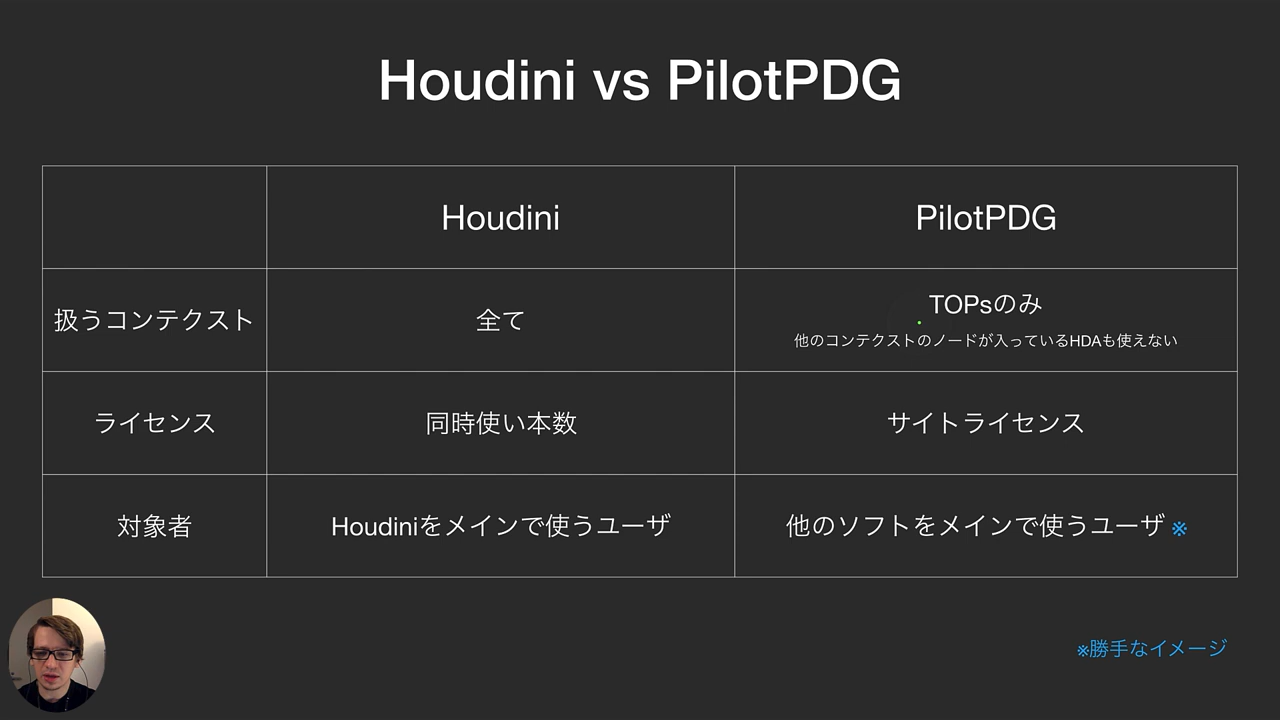 Houdini vs PilotPDG
Houdini
PilotPDG
扱うコンテクスト
全て
TOPsのみ
他のコンテクストのノードが入っているHDAも使えない
ライセンス
同時使い本数
サイトライセンス
対象者
Houdiniをメインで使うユーザ
他のソフトをメインで使うユーザ ※
※勝手なイメージ